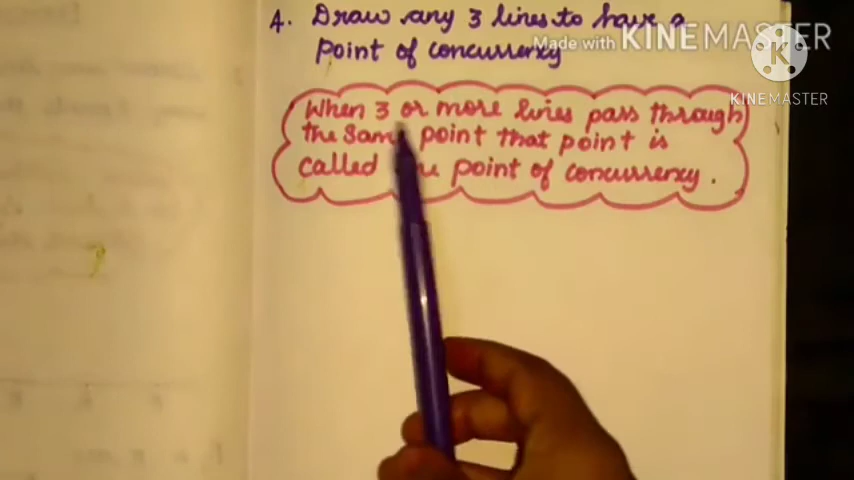 4. Draw any 3 lines to have a
point of concurrency
Made with KINEMASTER
K
KINEMASTER
When 3 or more lines pass through
the same point that point is
called point of concurrency.